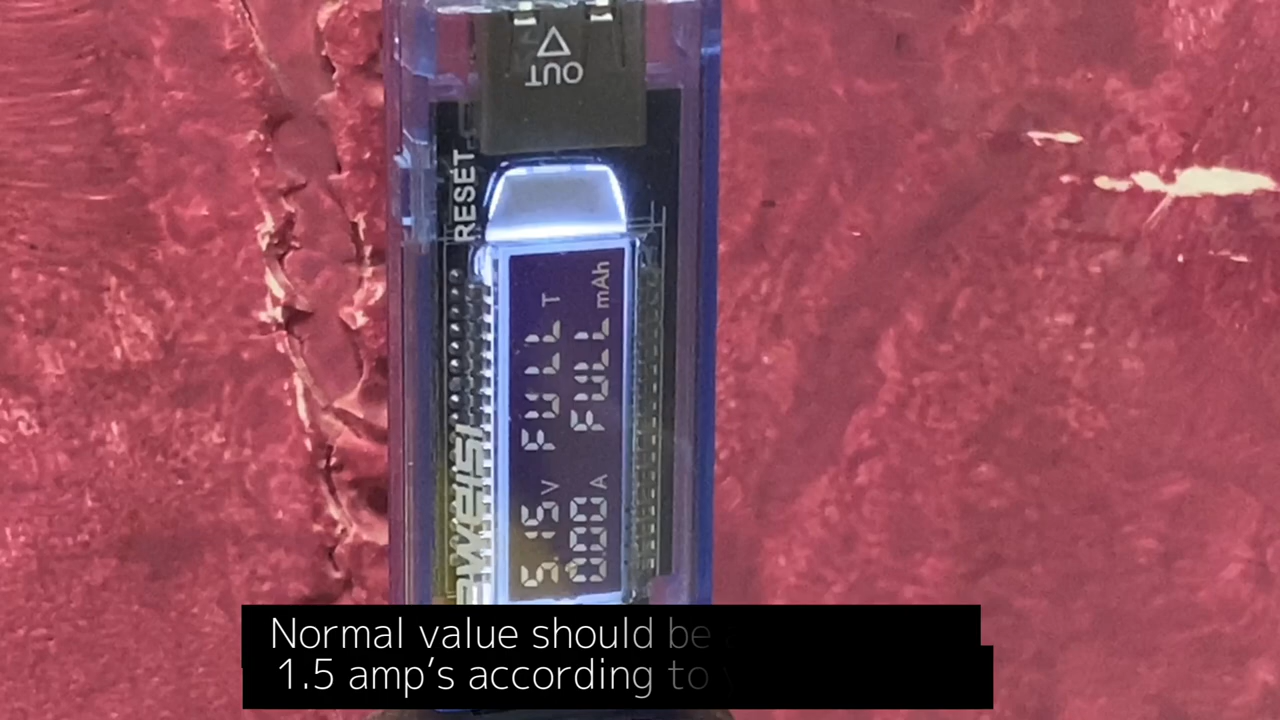 OUT
RESET
5.15V FULL T
0.00A FULL mAh
Normal value should be
1.5 amp's according to